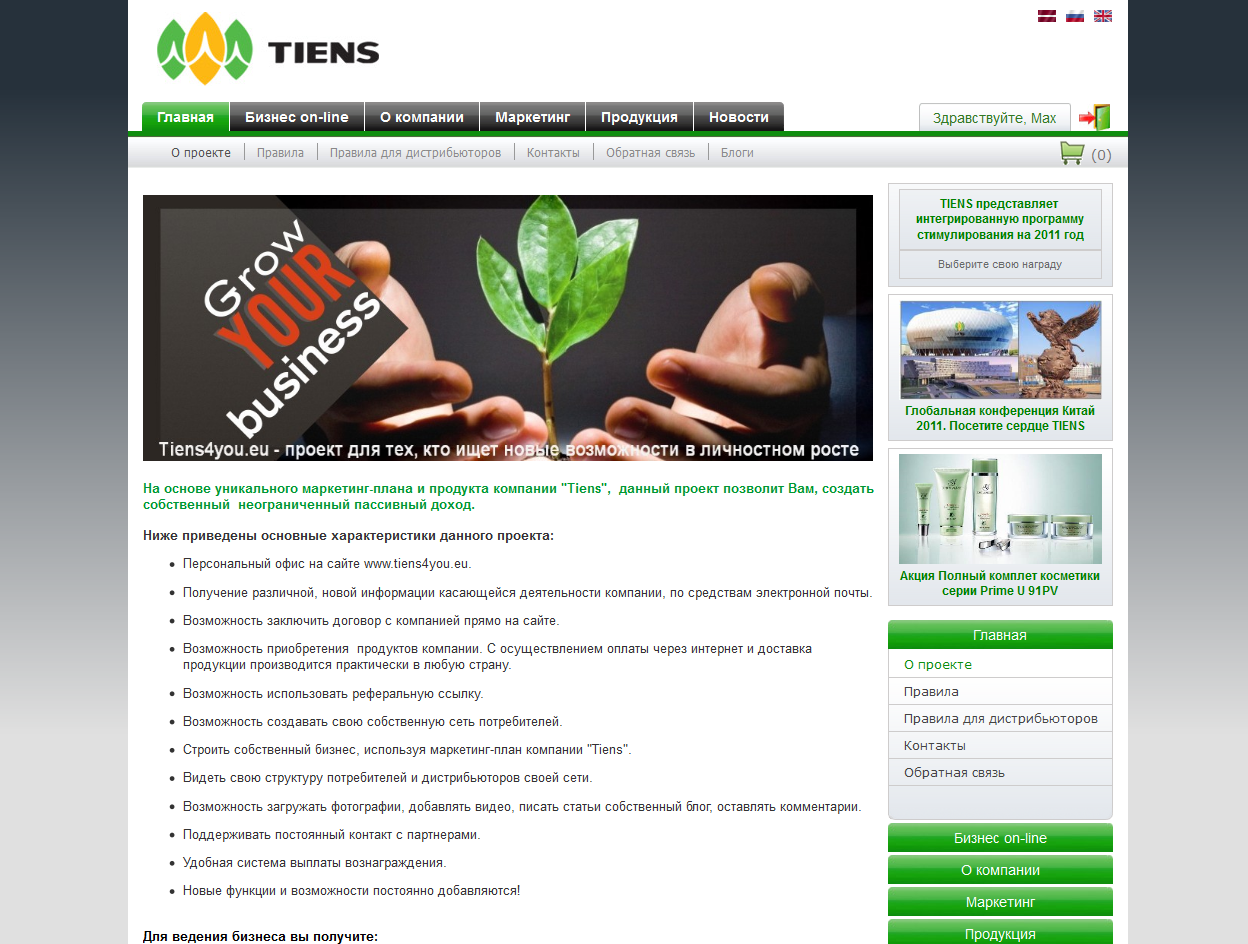 TIENS
Главная
Бизнес on-line
О компании
Маркетинг
Продукция
Новости
Здравствуйте, Max
О проекте
Правила
Правила для дистрибьюторов
Контакты
Обратная связь
Блоги
(0)
Grow
YOUR
business
Tiens4you.eu - проект для тех, кто ищет новые возможности в личностном росте
На основе уникального маркетинг-плана и продукта компании "Tiens",  данный проект позволит Вам, создать
собственный  неограниченный пассивный доход.
Ниже приведены основные характеристики данного проекта:
Персональный офис на сайте www.tiens4you.eu.
Получение различной, новой информации касающейся деятельности компании, по средствам электронной почты.
Возможность заключить договор с компанией прямо на сайте.
Возможность приобретения  продуктов компании. С осуществлением оплаты через интернет и доставка
продукции производится практически в любую страну.
Возможность использовать реферальную ссылку.
Возможность создавать свою собственную сеть потребителей.
Строить собственный бизнес, используя маркетинг-план компании "Tiens".
Видеть свою структуру потребителей и дистрибьюторов своей сети.
Возможность загружать фотографии, добавлять видео, писать статьи собственный блог, оставлять комментарии.
Поддерживать постоянный контакт с партнерами.
Удобная система выплаты вознаграждения.
Новые функции и возможности постоянно добавляются!
Для ведения бизнеса вы получите:
TIENS представляет
интегрированную программу
стимулирования на 2011 год
Выберите свою награду
Глобальная конференция Китай
2011. Посетите сердце TIENS
Акция Полный комплет косметики
серии Prime U 91PV
Главная
О проекте
Правила
Правила для дистрибьюторов
Контакты
Обратная связь
Бизнес on-line
О компании
Маркетинг
Продукция